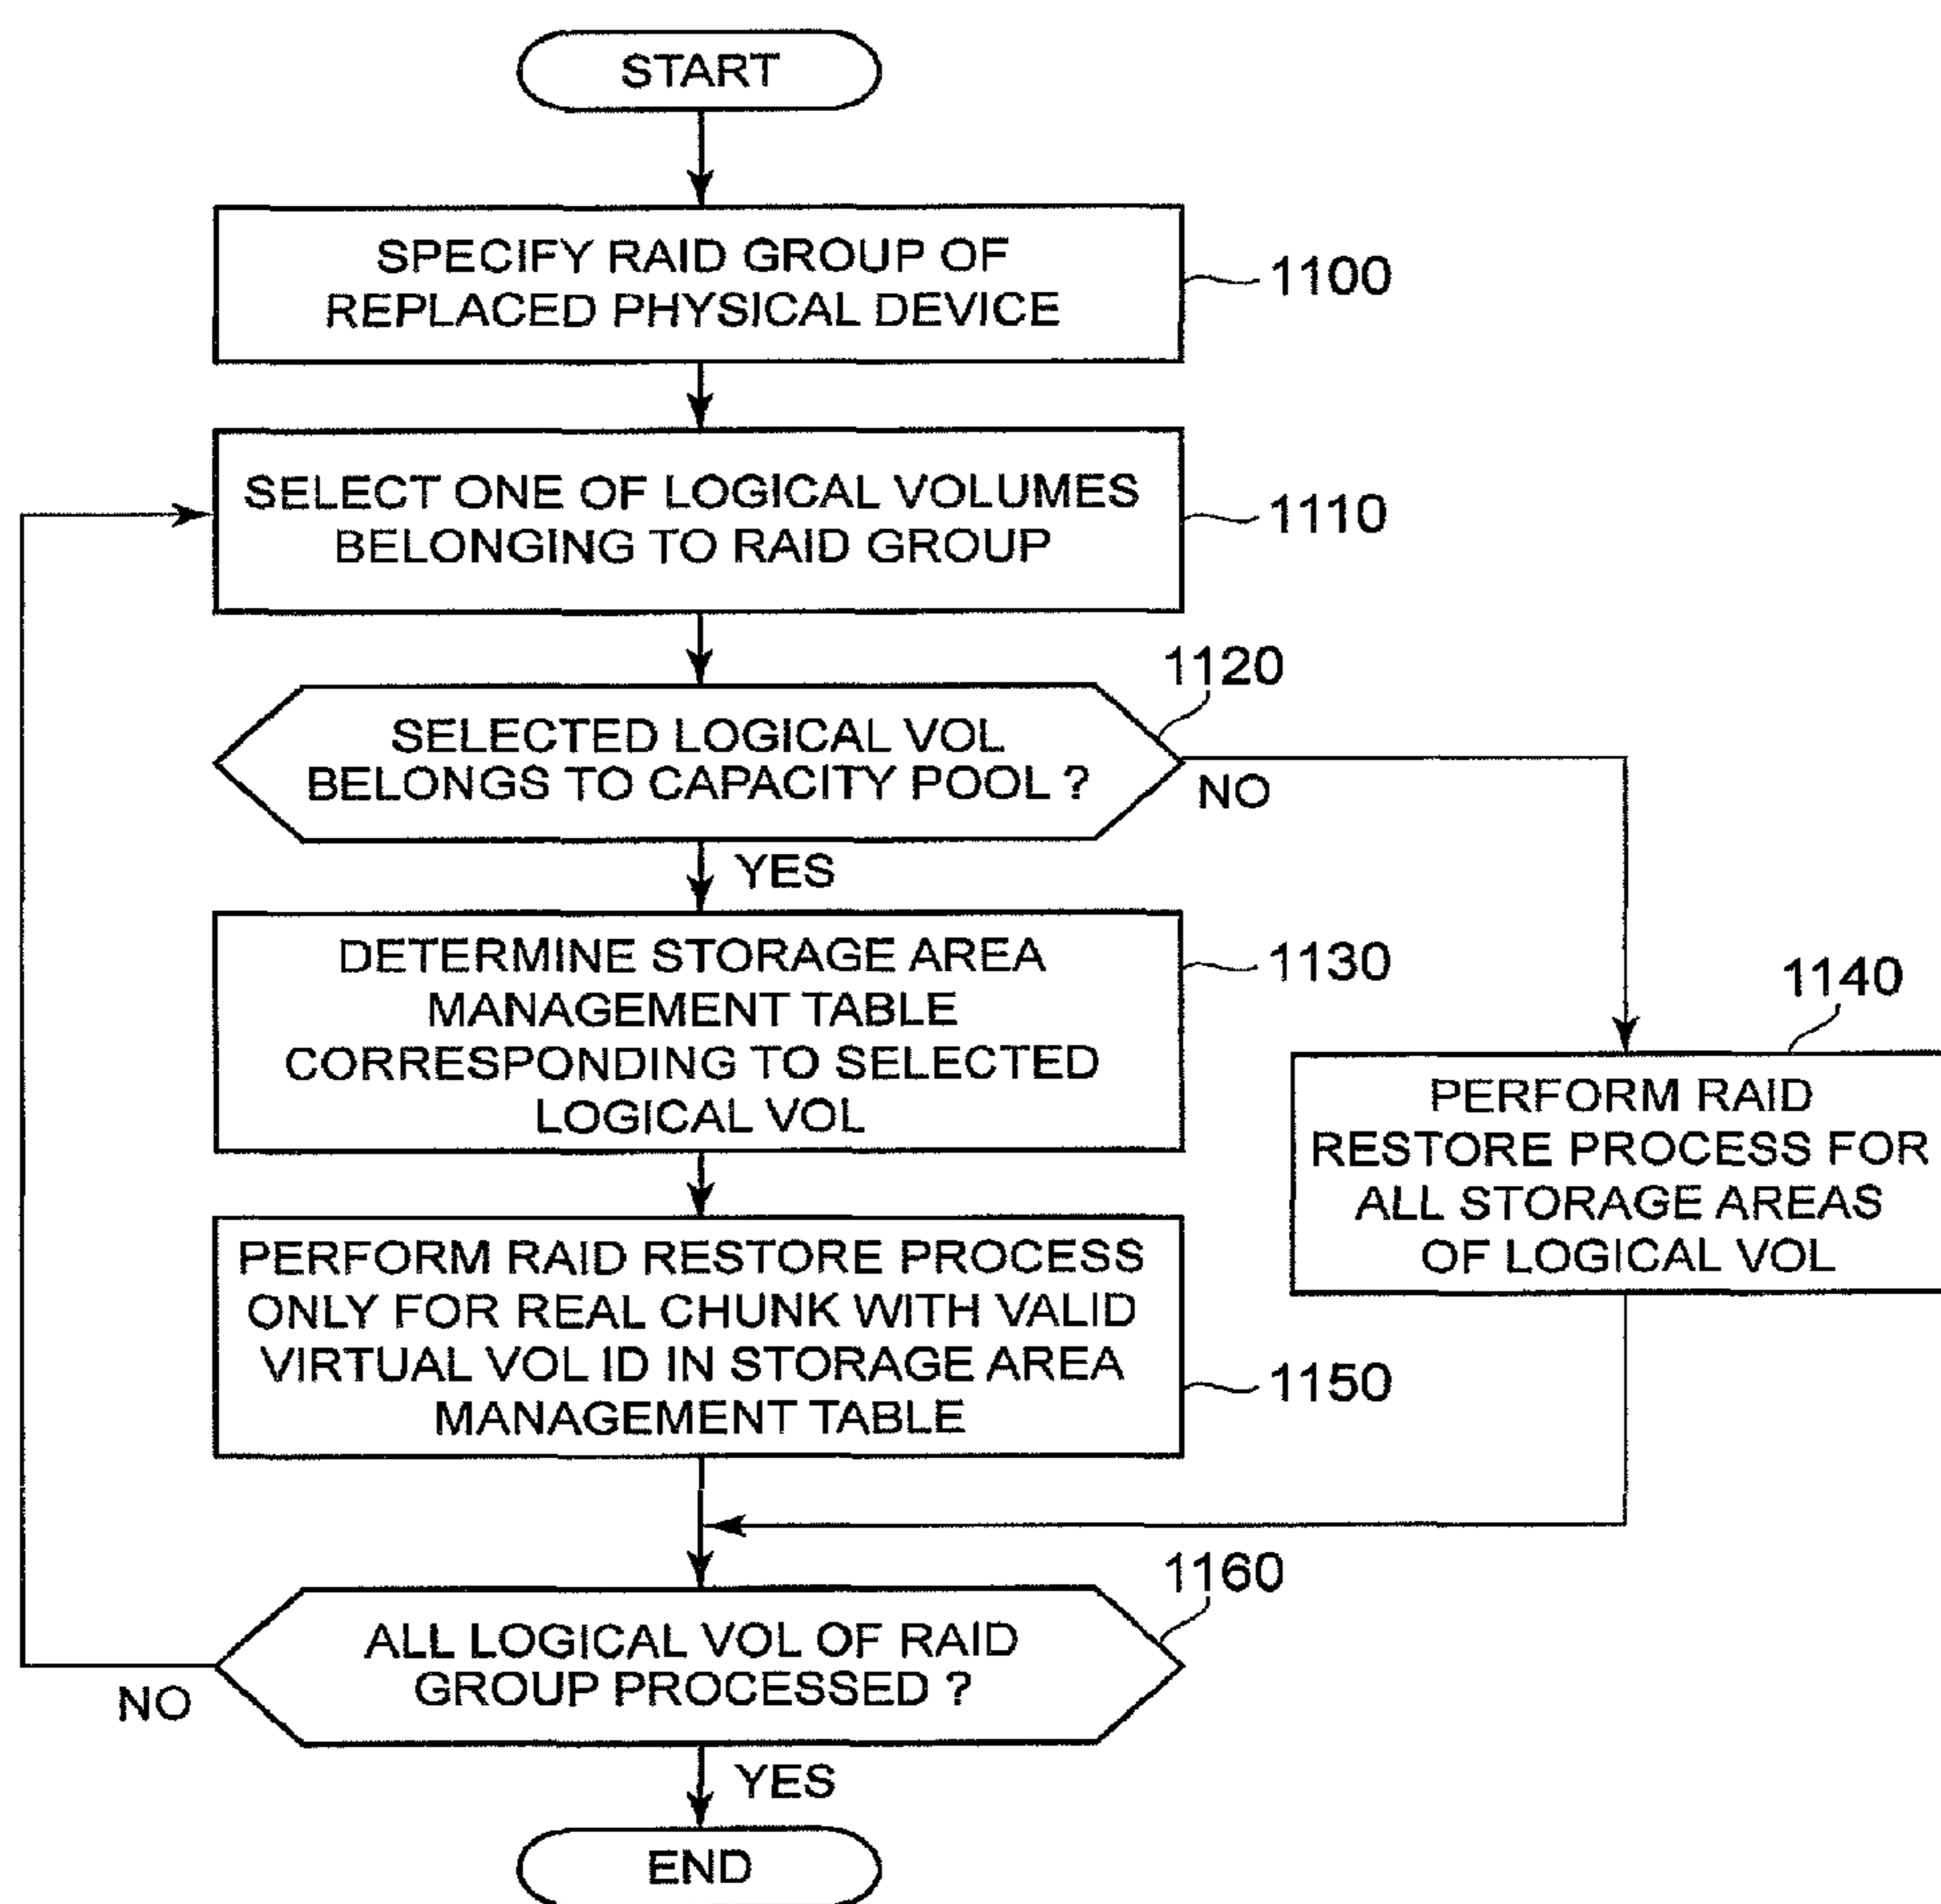 START
SPECIFY RAID GROUP OF
REPLACED PHYSICAL DEVICE
1100
SELECT ONE OF LOGICAL VOLUMES
BELONGING TO RAID GROUP
1110
1120
SELECTED LOGICAL VOL
BELONGS TO CAPACITY POOL ?
NO
YES
DETERMINE STORAGE AREA
MANAGEMENT TABLE
CORRESPONDING TO SELECTED
LOGICAL VOL
1130
1140
PERFORM RAID
RESTORE PROCESS FOR
ALL STORAGE AREAS
OF LOGICAL VOL
PERFORM RAID RESTORE PROCESS
ONLY FOR REAL CHUNK WITH VALID
VIRTUAL VOL ID IN STORAGE AREA
MANAGEMENT TABLE
1150
1160
ALL LOGICAL VOL OF RAID
GROUP PROCESSED ?
NO
YES
END